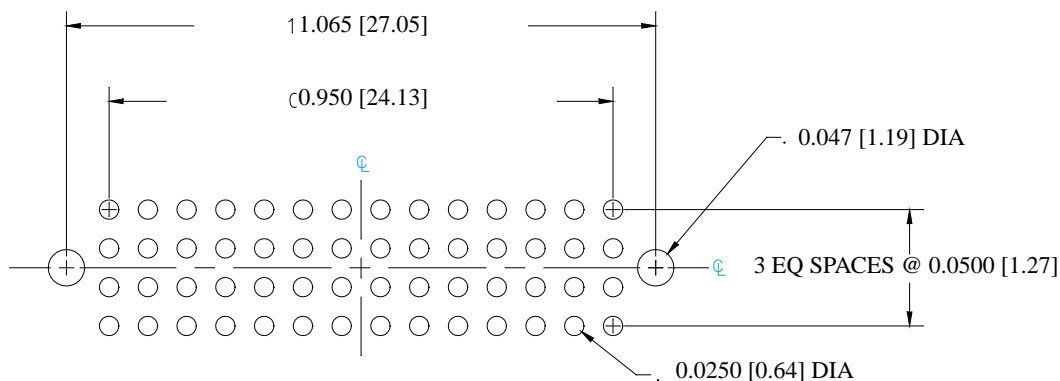 1.065 [27.05]
0.950 [24.13]
0.047 [1.19] DIA
℄
℄
3 EQ SPACES @ 0.0500 [1.27]
0.0250 [0.64] DIA